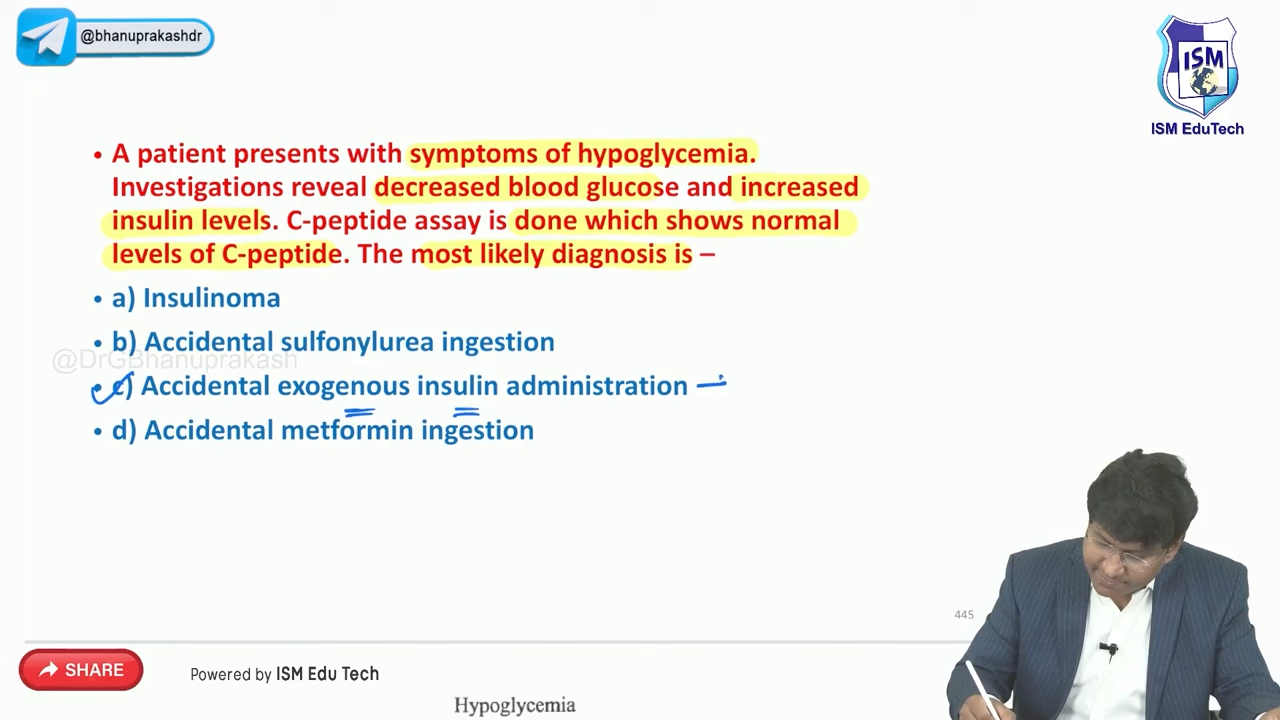 @bhanuprakashdr
ISM
ISM EduTech
• A patient presents with symptoms of hypoglycemia.
Investigations reveal decreased blood glucose and increased
insulin levels. C-peptide assay is done which shows normal
levels of C-peptide. The most likely diagnosis is –
• a) Insulinoma
• b) Accidental sulfonylurea ingestion
@DrGBhanuprakash
• c) Accidental exogenous insulin administration
• d) Accidental metformin ingestion
445
SHARE
Powered by ISM Edu Tech
Hypoglycemia